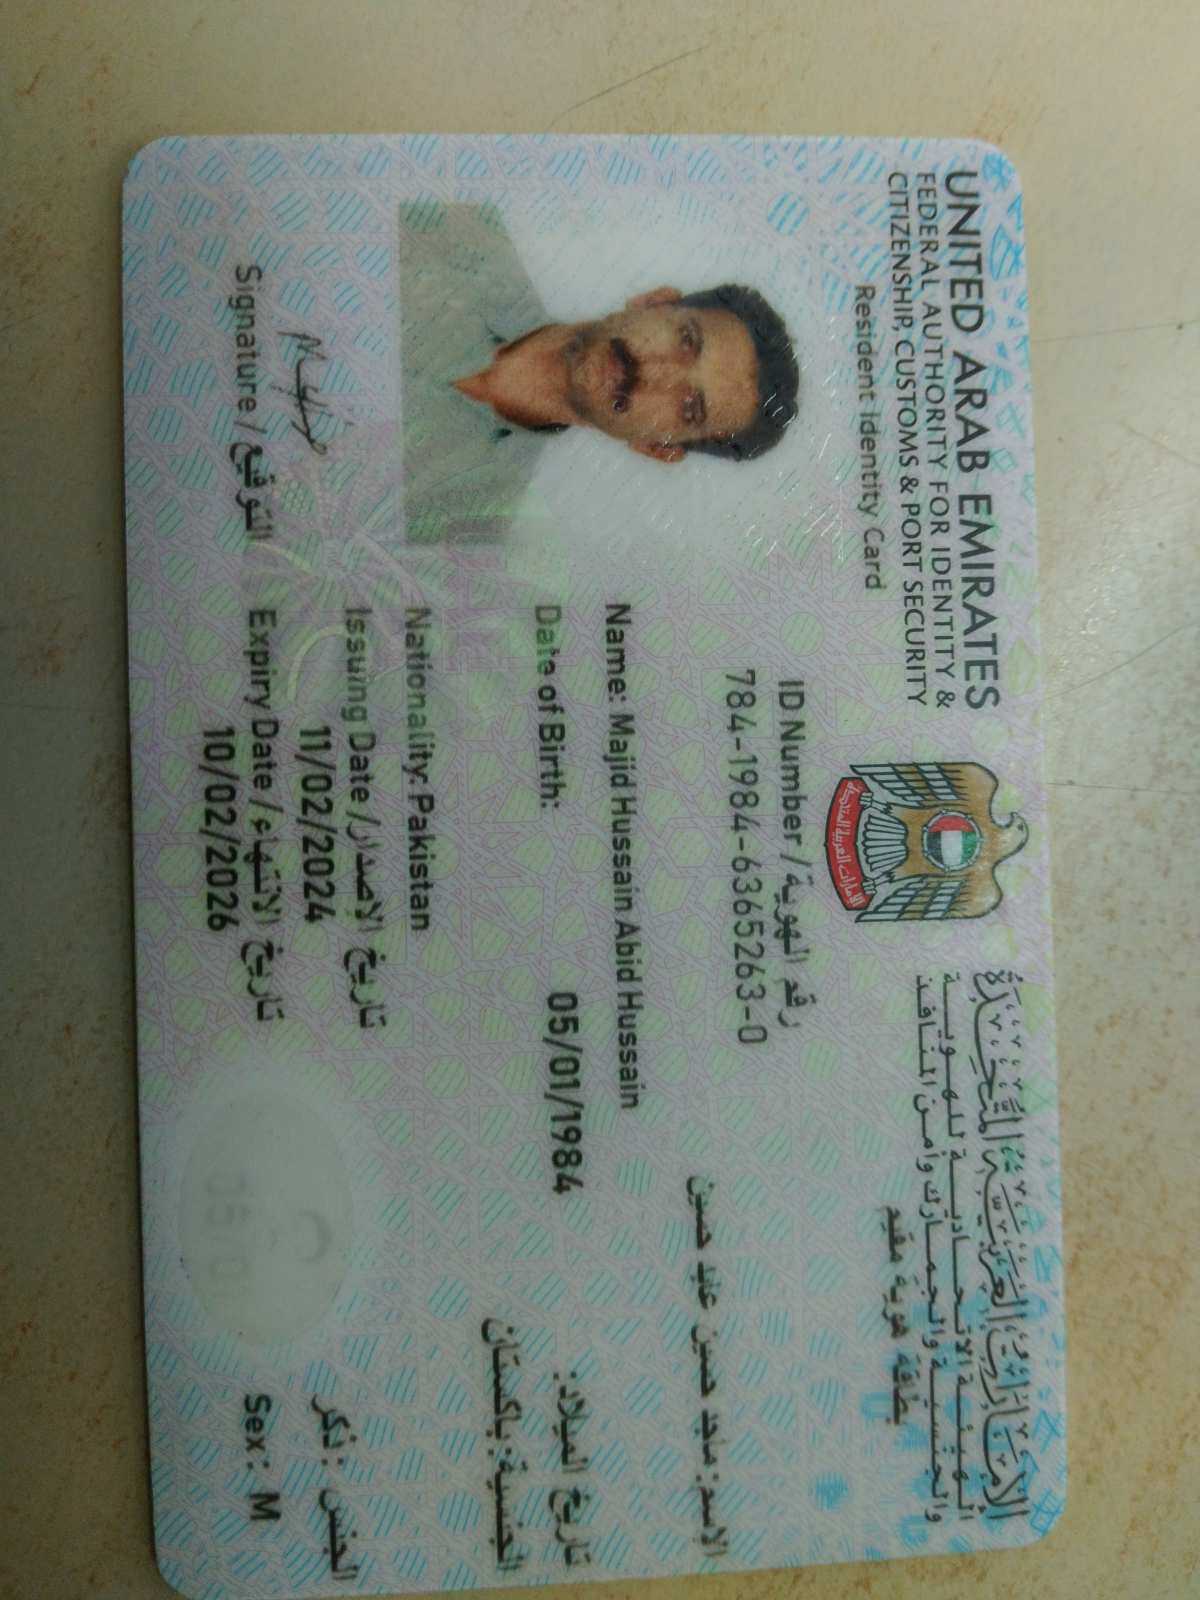 UNITED ARAB EMIRATES
FEDERAL AUTHORITY FOR IDENTITY &
CITIZENSHIP, CUSTOMS & PORT SECURITY
Resident Identity Card
الإمارات العربية المتحدة
الهيئة الاتحادية للهوية
والجنسية والجمارك وأمن المنافذ
بطاقة هوية مقيم
الإمارات العربية المتحدة
ID Number / رقم الهوية
784-1984-6365263-0
الاسم: ماجد حسين عابد حسين
Name: Majid Hussain Abid Hussain
Date of Birth: 05/01/1984 تاريخ الميلاد:
Nationality: Pakistan الجنسية: باكستان
Issuing Date / تاريخ الإصدار
11/02/2024
Expiry Date / تاريخ الانتهاء
10/02/2026
الجنس: ذكر
Sex: M
Signature / التوقيع